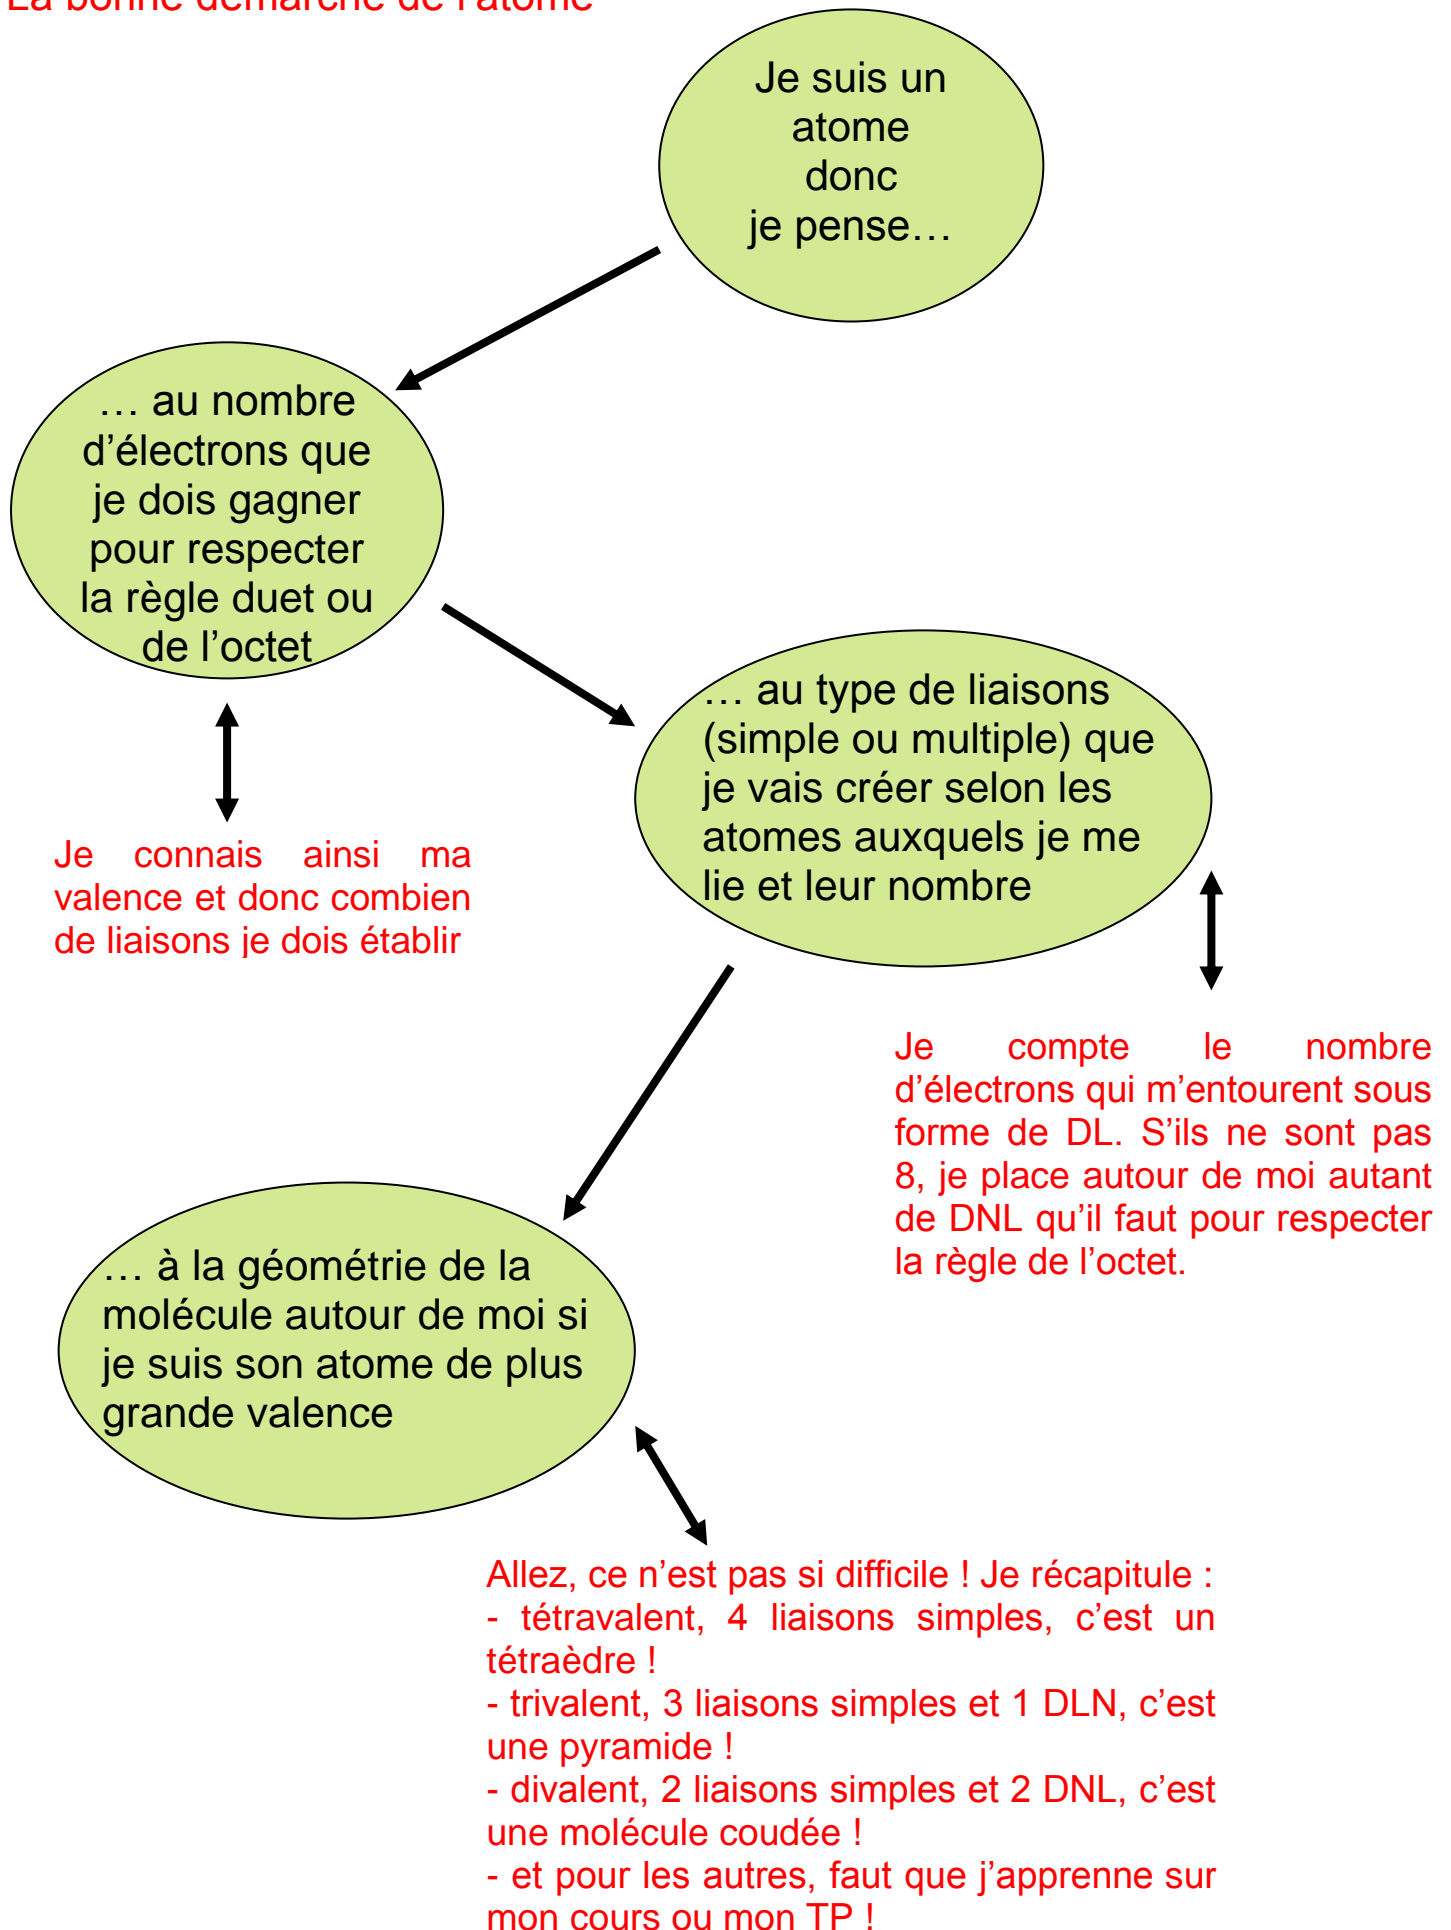 La bonne démarche de l'atome
Je suis un
atome
donc
je pense…
… au nombre
d’électrons que
je dois gagner
pour respecter
la règle duet ou
de l’octet
… au type de liaisons
(simple ou multiple) que
je vais créer selon les
atomes auxquels je me
lie et leur nombre
Je connais ainsi ma
valence et donc combien
de liaisons je dois établir
Je compte le nombre
d’électrons qui m’entourent sous
forme de DL. S’ils ne sont pas
8, je place autour de moi autant
de DNL qu’il faut pour respecter
la règle de l’octet.
… à la géométrie de la
molécule autour de moi si
je suis son atome de plus
grande valence
Allez, ce n’est pas si difficile ! Je récapitule :
- tétravalent, 4 liaisons simples, c’est un
tétraèdre !
- trivalent, 3 liaisons simples et 1 DLN, c’est
une pyramide !
- divalent, 2 liaisons simples et 2 DNL, c’est
une molécule coudée !
- et pour les autres, faut que j’apprenne sur
mon cours ou mon TP !